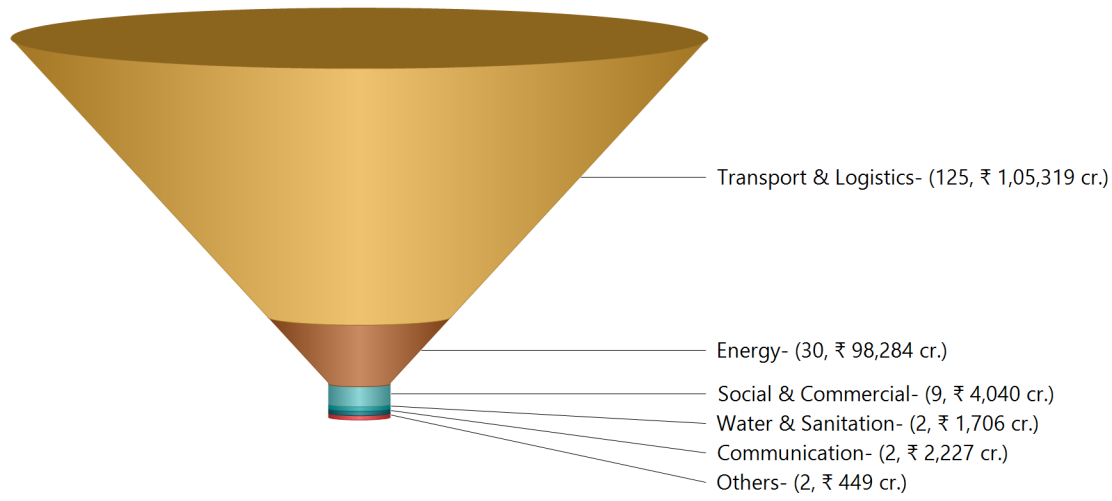 Transport & Logistics- (125, ₹ 1,05,319 cr.)
Energy- (30, ₹ 98,284 cr.)
Social & Commercial- (9, ₹ 4,040 cr.)
Water & Sanitation- (2, ₹ 1,706 cr.)
Communication- (2, ₹ 2,227 cr.)
Others- (2, ₹ 449 cr.)